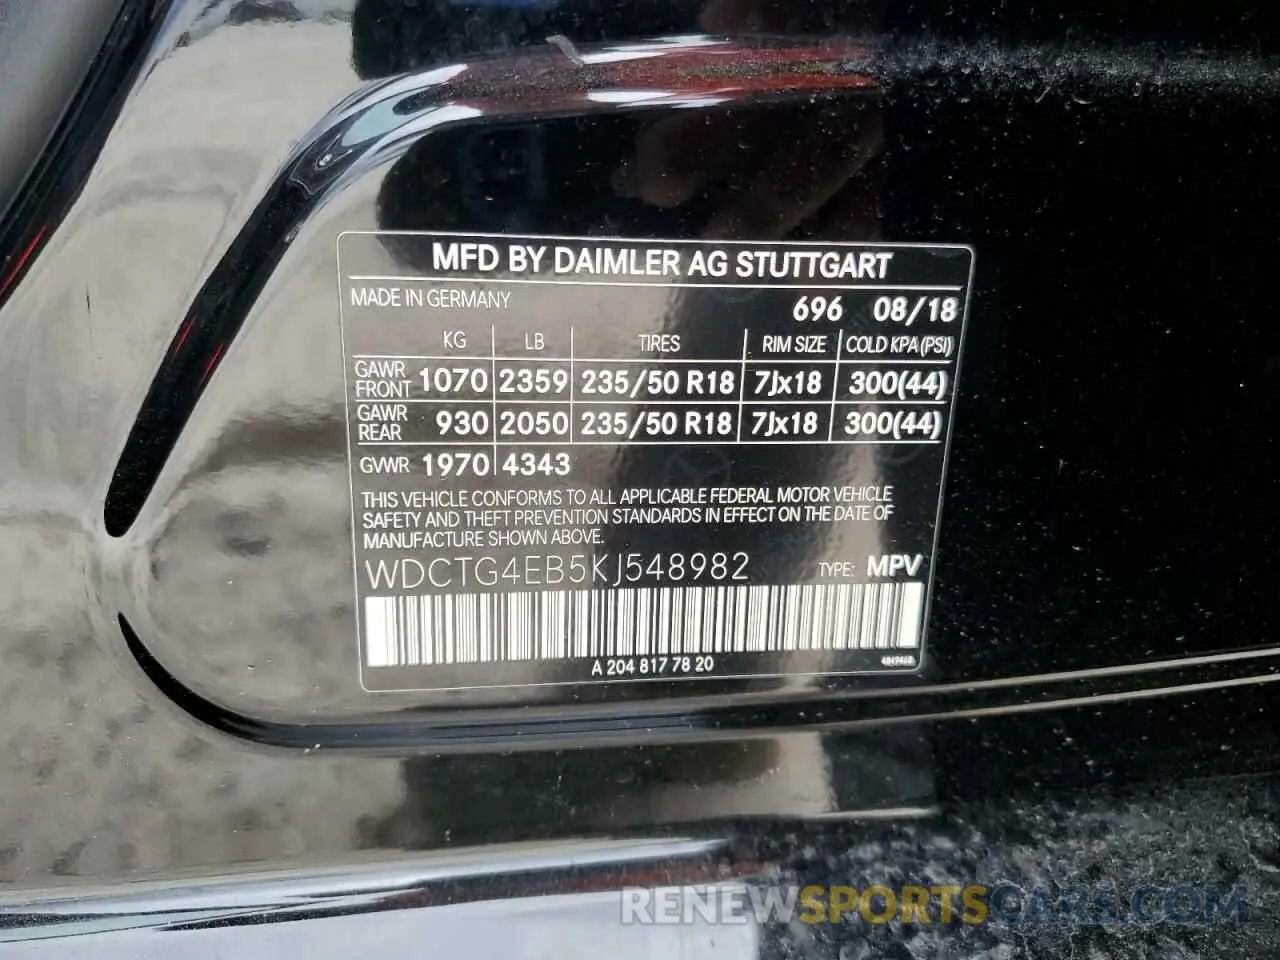 MFD BY DAIMLER AG STUTTGART
MADE IN GERMANY 696 08/18
KG LB TIRES RIM SIZE COLD KPA(PSI)
GAWR FRONT 1070 2359 235/50 R18 7Jx18 300(44)
GAWR REAR 930 2050 235/50 R18 7Jx18 300(44)
GVWR 1970 4343
THIS VEHICLE CONFORMS TO ALL APPLICABLE FEDERAL MOTOR VEHICLE
SAFETY AND THEFT PREVENTION STANDARDS IN EFFECT ON THE DATE OF
MANUFACTURE SHOWN ABOVE.
WDCTG4EB5KJ548982 TYPE: MPV
A 204 817 78 20
RENEWSPORTSCARS.COM